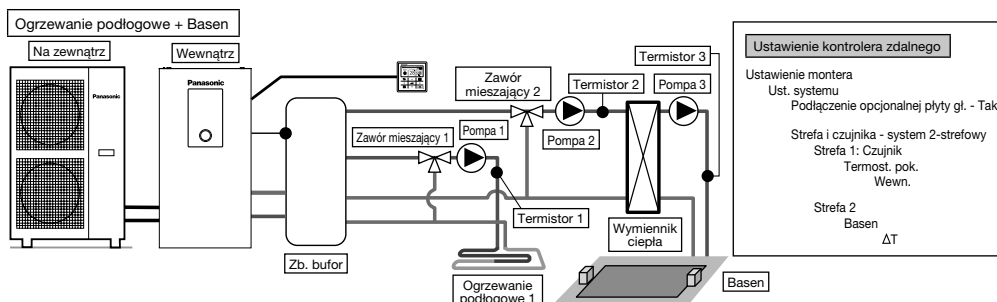 Ogrzewanie podłogowe + Basen
Na zewnątrz
Wewnątrz
Panasonic
Panasonic
Zawór
mieszający 2
Termistor 2
Termistor 3
Pompa 3
Zawór mieszający 1
Pompa 1
Pompa 2
Termistor 1
Wymiennik
ciepła
Zb. bufor
Ogrzewanie
podłogowe 1
Basen
Ustawienie kontrolera zdalnego
Ustawienie montera
Ust. systemu
Podłączenie opcjonalnej płyty gł. - Tak
Strefa i czujnika - system 2-strefowy
Strefa 1: Czujnik
Termost. pok.
Wewn.
Strefa 2
Basen
ΔT